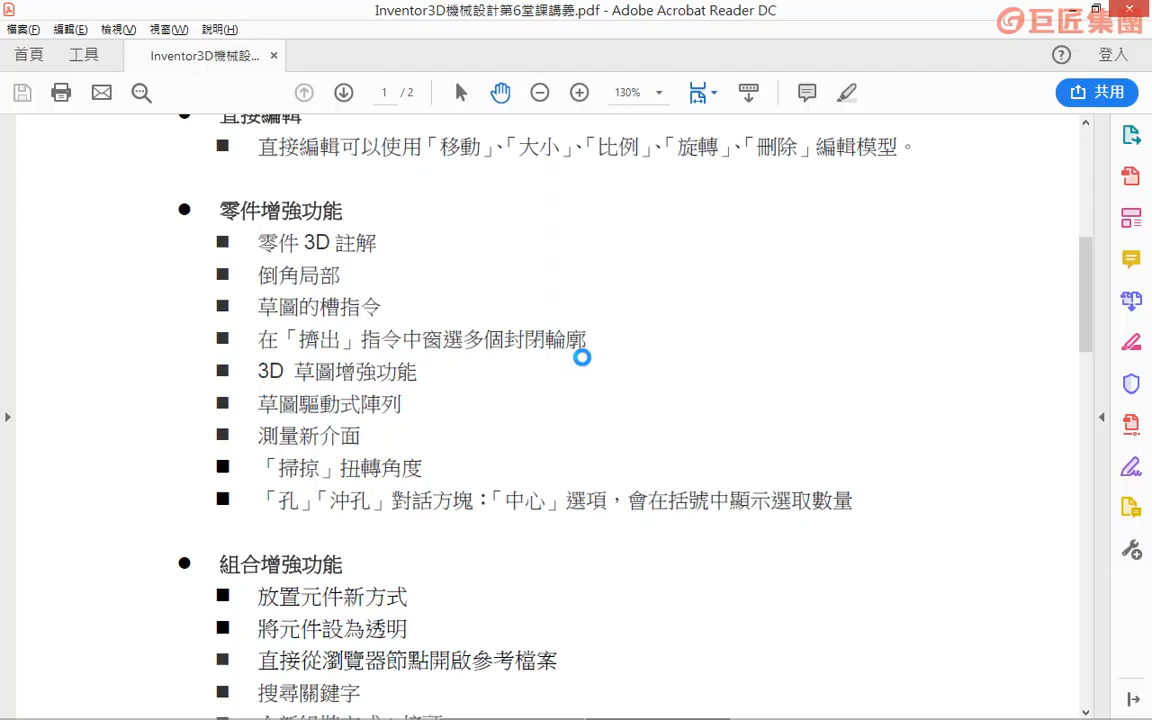 Inventor3D機械設計第6堂課講義.pdf - Adobe Acrobat Reader DC
巨匠集團
檔案(F) 編輯(E) 檢視(V) 視窗(W) 說明(H)
首頁 工具 Inventor3D機械設... × 登入
1 / 2 130% 共用
直接編輯
直接編輯可以使用「移動」、「大小」、「比例」、「旋轉」、「刪除」編輯模型。
零件增強功能
零件 3D 註解
倒角局部
草圖的槽指令
在「擠出」指令中窗選多個封閉輪廓
3D 草圖增強功能
草圖驅動式陣列
測量新介面
「掃掠」扭轉角度
「孔」「沖孔」對話方塊：「中心」選項，會在括號中顯示選取數量
組合增強功能
放置元件新方式
將元件設為透明
直接從瀏覽器節點開啟參考檔案
搜尋關鍵字